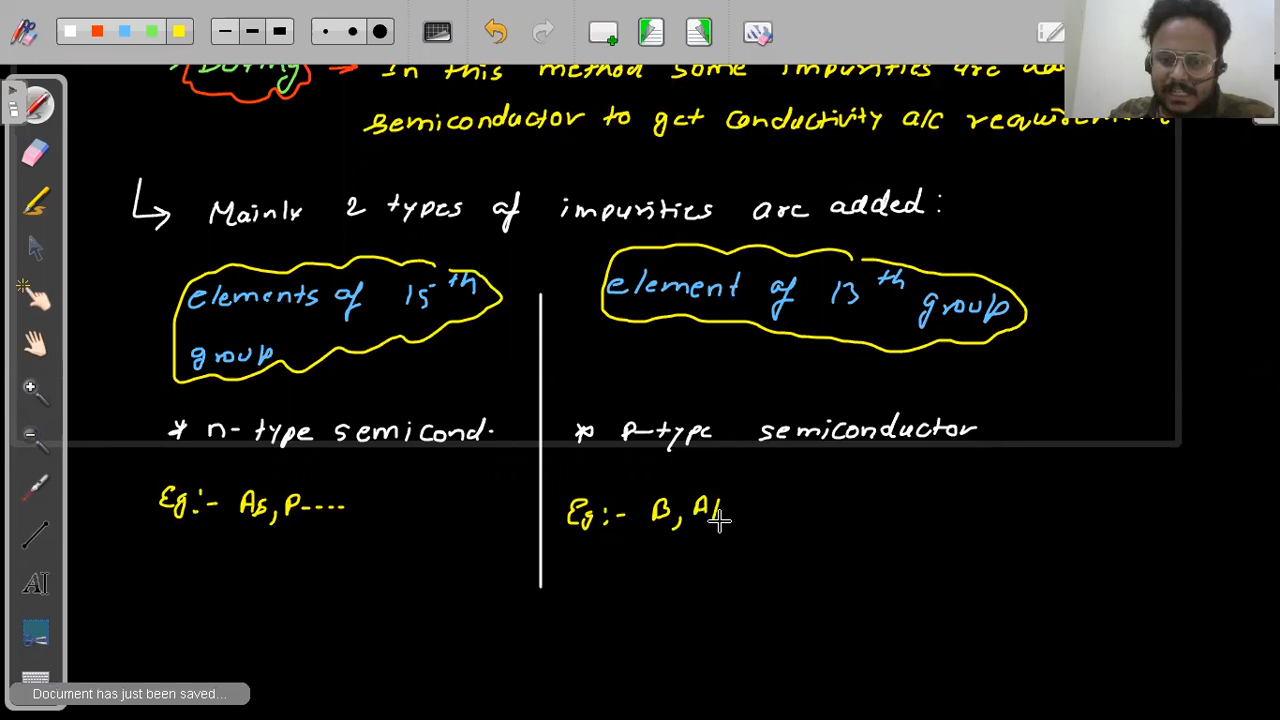 Doping → In this method some impurities are
semiconductor to get conductivity a/c
↳ Mainly 2 types of impurities are added:
elements of 15th
group
element of 13th
group
* n-type semicond.
* p-type semiconductor
Eg:- As, P----
Eg:- B, Al
AI
Document has just been saved...